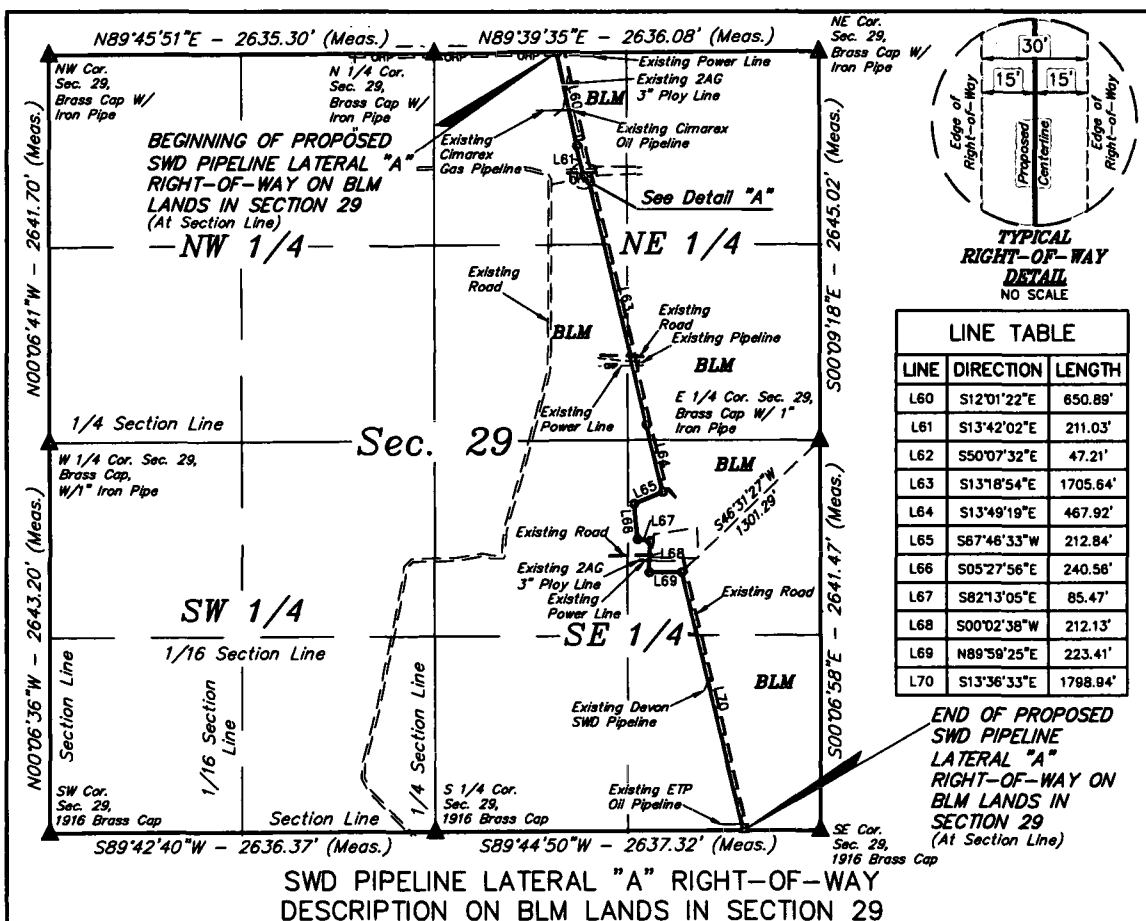 N89°45'51"E - 2635.30' (Meas.)
N89°39'35"E - 2636.08' (Meas.)
NE Cor.
Sec. 29,
Brass Cap W/
Iron Pipe
NW Cor.
Sec. 29,
Brass Cap W/
Iron Pipe
N 1/4 Cor.
Sec. 29,
Brass Cap W/
Iron Pipe
OHP
OHP
Existing Power Line
Existing 2AG
3" Ploy Line
BLM
L60
Existing Cimarex
Oil Pipeline
Existing
Cimarex
Gas Pipeline
L61
BEGINNING OF PROPOSED
SWD PIPELINE LATERAL "A"
RIGHT-OF-WAY ON BLM
LANDS IN SECTION 29
(At Section Line)
See Detail "A"
30'
15'
15'
Edge of
Right-of-Way
Proposed
Centerline
Edge of
Right-of-Way
TYPICAL
RIGHT-OF-WAY
DETAIL
NO SCALE
N00°06'41"W - 2641.70' (Meas.)
S00°09'18"E - 2645.02' (Meas.)
NW 1/4
NE 1/4
Existing
Road
L63
Existing
Road
Existing Pipeline
BLM
BLM
OHP
Existing
Power Line
E 1/4 Cor. Sec. 29,
Brass Cap W/ 1"
Iron Pipe
1/4 Section Line
Sec. 29
W 1/4 Cor. Sec. 29,
Brass Cap,
W/1" Iron Pipe
L64
BLM
L65
S46°31'27"W
1301.29'
L66
L67
L68
L69
Existing Road
Existing 2AG
3" Ploy Line
Existing
Power Line
Existing Road
SW 1/4
SE 1/4
1/16 Section Line
N00°06'36"W - 2643.20' (Meas.)
S00°06'58"E - 2641.47' (Meas.)
Section Line
1/16 Section
Line
1/4 Section Line
L70
BLM
Existing Devon
SWD Pipeline
Existing ETP
Oil Pipeline
SW Cor.
Sec. 29,
1916 Brass Cap
Section Line
S 1/4 Cor.
Sec. 29,
1916 Brass Cap
SE Cor.
Sec. 29,
1916 Brass Cap
S89°42'40"W - 2636.37' (Meas.)
S89°44'50"W - 2637.32' (Meas.)
LINE TABLE
LINE DIRECTION LENGTH
L60 S12°01'22"E 650.89'
L61 S13°42'02"E 211.03'
L62 S50°07'32"E 47.21'
L63 S13°18'54"E 1705.64'
L64 S13°49'19"E 467.92'
L65 S67°46'33"W 212.84'
L66 S05°27'56"E 240.56'
L67 S82°13'05"E 85.47'
L68 S00°02'38"W 212.13'
L69 N89°59'25"E 223.41'
L70 S13°36'33"E 1798.94'
END OF PROPOSED
SWD PIPELINE
LATERAL "A"
RIGHT-OF-WAY ON
BLM LANDS IN
SECTION 29
(At Section Line)
SWD PIPELINE LATERAL "A" RIGHT-OF-WAY
DESCRIPTION ON BLM LANDS IN SECTION 29